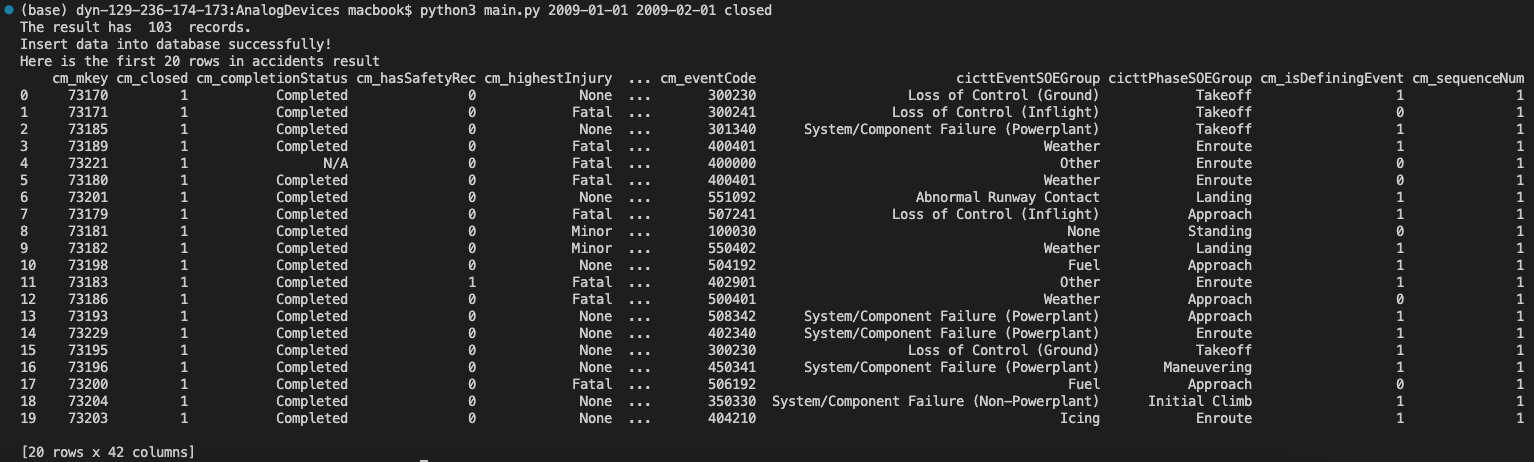 (base) dyn-129-236-174-173:AnalogDevices macbook$ python3 main.py 2009-01-01 2009-02-01 closed
The result has  103  records.
Insert data into database successfully!
Here is the first 20 rows in accidents result
cm_mkey cm_closed cm_completionStatus cm_hasSafetyRec cm_highestInjury ... cm_eventCode cicttEventSOEGroup cicttPhaseSOEGroup cm_isDefiningEvent cm_sequenceNum
0 73170 1 Completed 0 None ... 300230 Loss of Control (Ground) Takeoff 1 1
1 73171 1 Completed 0 Fatal ... 300241 Loss of Control (Inflight) Takeoff 0 1
2 73185 1 Completed 0 None ... 301340 System/Component Failure (Powerplant) Takeoff 1 1
3 73189 1 Completed 0 Fatal ... 400401 Weather Enroute 1 1
4 73221 1 N/A 0 Fatal ... 400000 Other Enroute 0 1
5 73180 1 Completed 0 Fatal ... 400401 Weather Enroute 0 1
6 73201 1 Completed 0 None ... 551092 Abnormal Runway Contact Landing 1 1
7 73179 1 Completed 0 Fatal ... 507241 Loss of Control (Inflight) Approach 1 1
8 73181 1 Completed 0 Minor ... 100030 None Standing 0 1
9 73182 1 Completed 0 Minor ... 550402 Weather Landing 1 1
10 73198 1 Completed 0 None ... 504192 Fuel Approach 1 1
11 73183 1 Completed 1 Fatal ... 402901 Other Enroute 1 1
12 73186 1 Completed 0 Fatal ... 500401 Weather Approach 0 1
13 73193 1 Completed 0 None ... 508342 System/Component Failure (Powerplant) Approach 1 1
14 73229 1 Completed 0 None ... 402340 System/Component Failure (Powerplant) Enroute 1 1
15 73195 1 Completed 0 None ... 300230 Loss of Control (Ground) Takeoff 1 1
16 73196 1 Completed 0 None ... 450341 System/Component Failure (Powerplant) Maneuvering 1 1
17 73200 1 Completed 0 Fatal ... 506192 Fuel Approach 0 1
18 73204 1 Completed 0 None ... 350330 System/Component Failure (Non-Powerplant) Initial Climb 1 1
19 73203 1 Completed 0 None ... 404210 Icing Enroute 1 1
[20 rows x 42 columns]